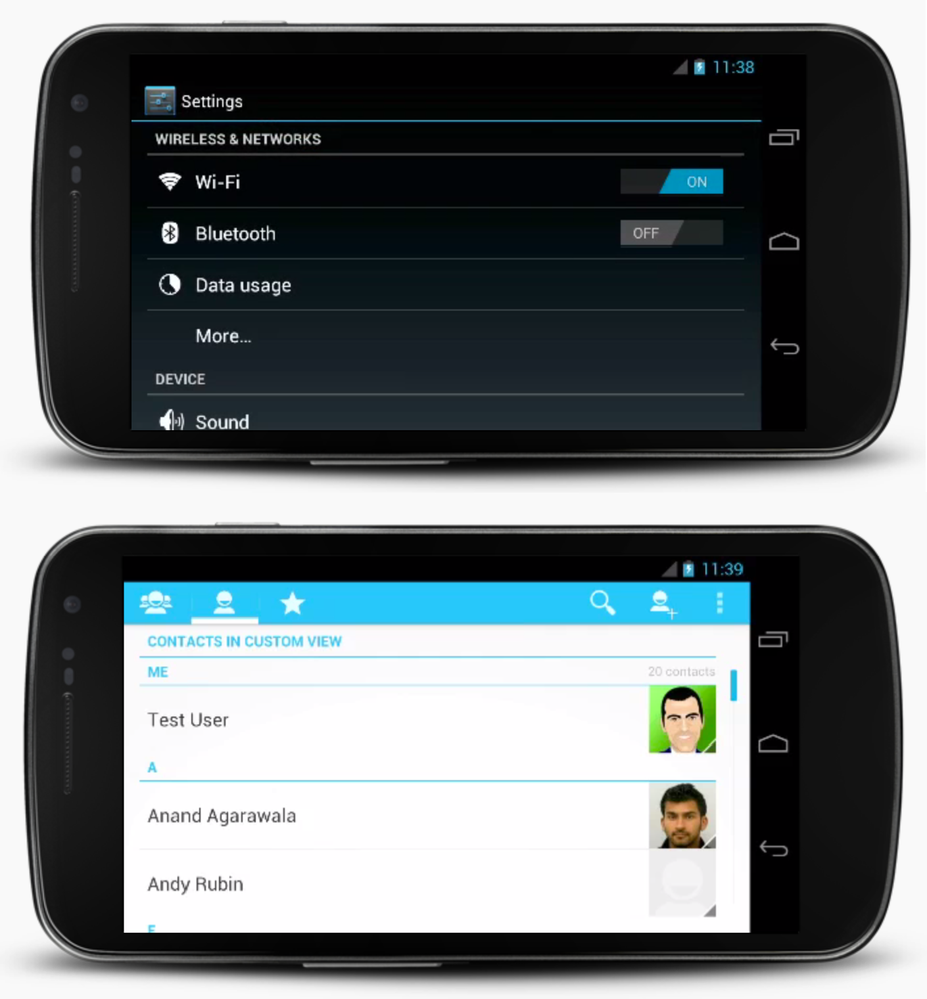 11:38
Settings
WIRELESS & NETWORKS
Wi-Fi
ON
Bluetooth
OFF
Data usage
More...
DEVICE
Sound
11:39
CONTACTS IN CUSTOM VIEW
ME
20 contacts
Test User
A
Anand Agarawala
Andy Rubin